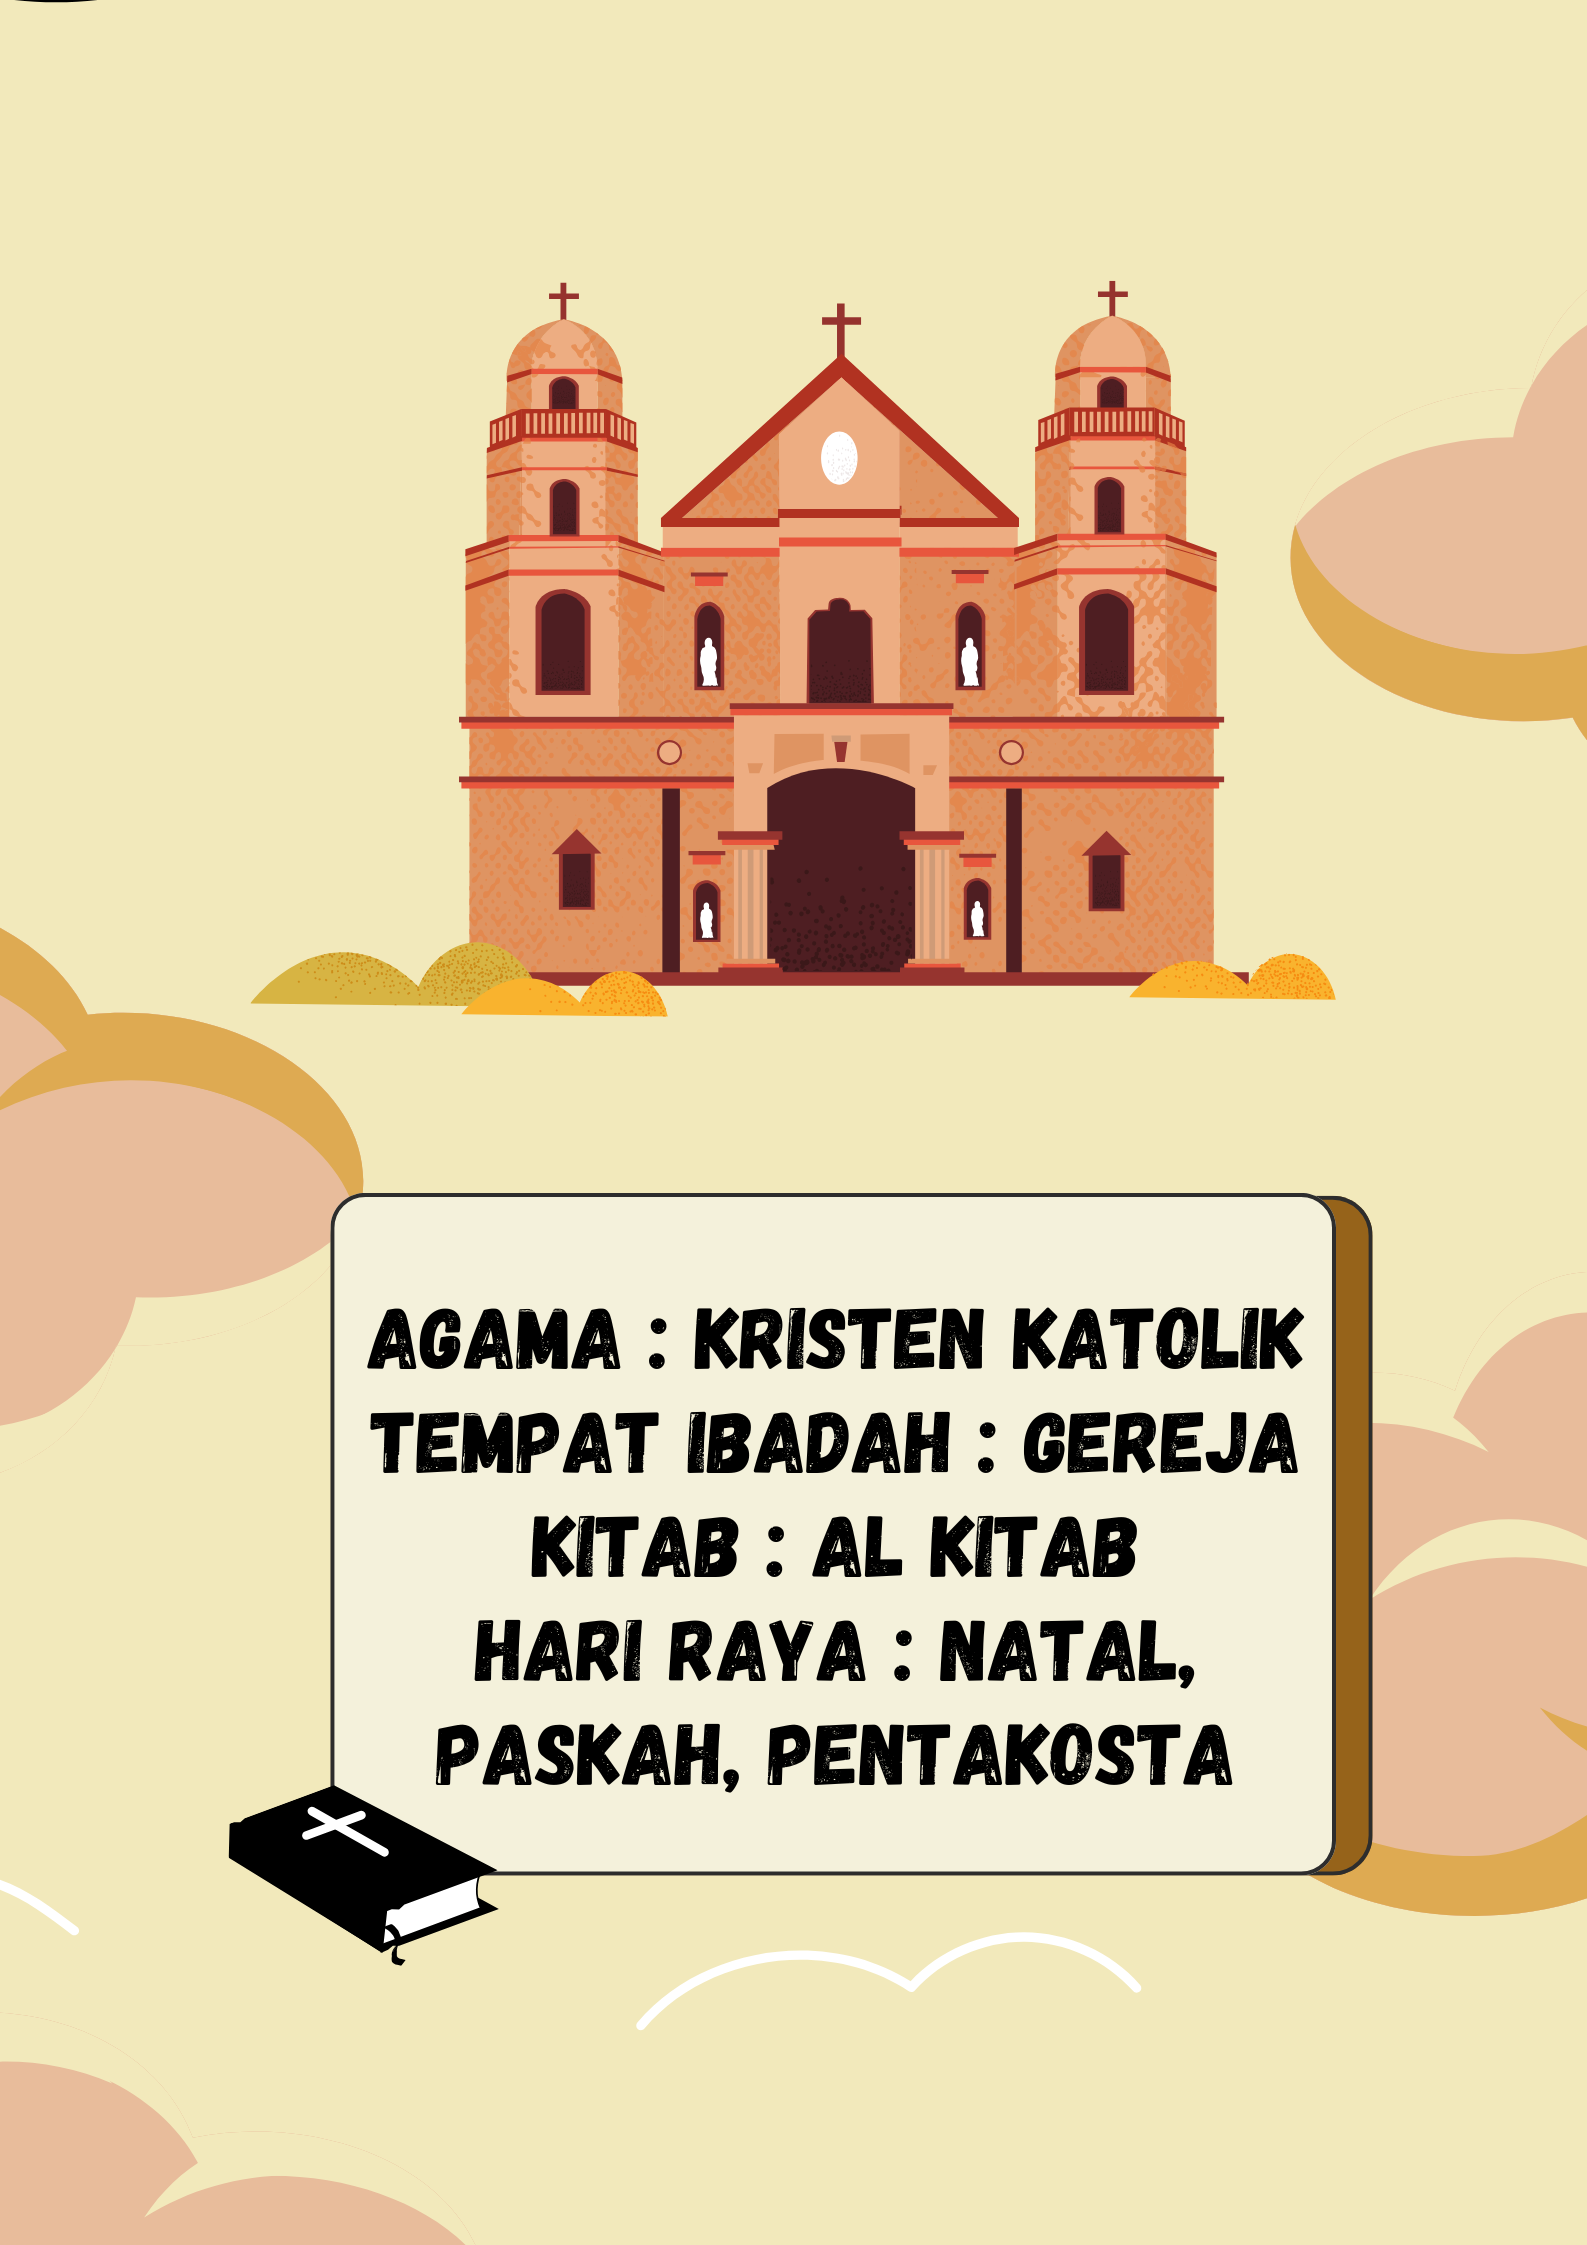 AGAMA : KRISTEN KATOLIK
TEMPAT IBADAH : GEREJA
KITAB : AL KITAB
HARI RAYA : NATAL,
PASKAH, PENTAKOSTA